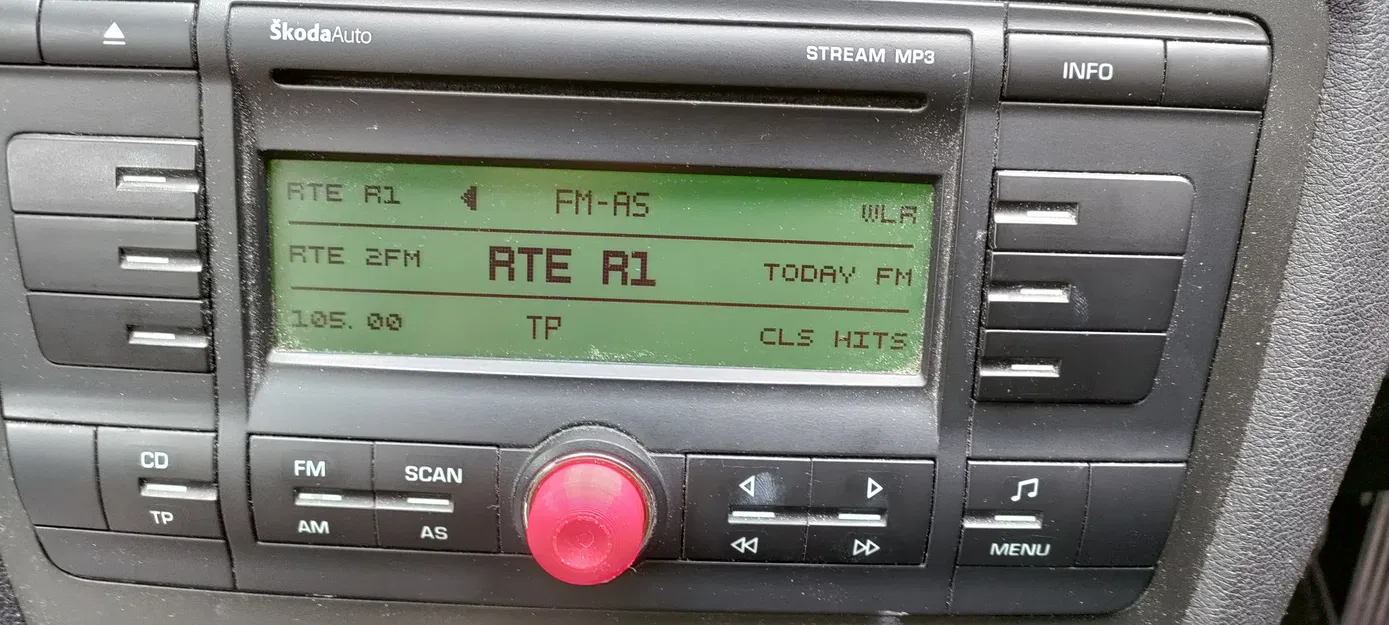 ŠkodaAuto
STREAM MP3
INFO
RTE R1 FM-AS WLR
RTE 2FM RTE R1 TODAY FM
105.00 TP CLS HITS
CD
TP
FM
AM
SCAN
AS
MENU